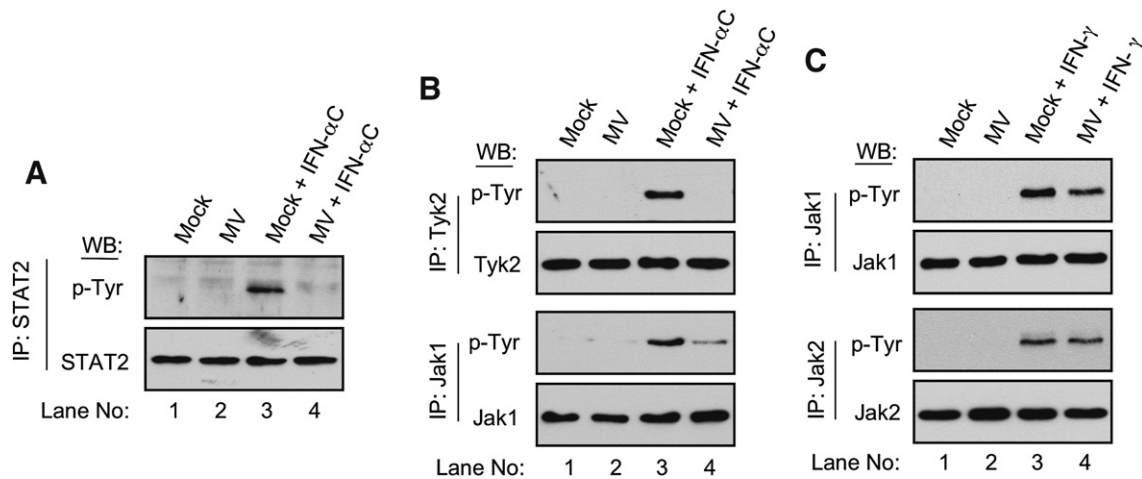 A
Mock
MV
Mock + IFN-αC
MV + IFN-αC
WB:
IP: STAT2
p-Tyr
STAT2
Lane No: 1 2 3 4
B
Mock
MV
Mock + IFN-αC
MV + IFN-αC
WB:
IP: Tyk2
p-Tyr
Tyk2
IP: Jak1
p-Tyr
Jak1
Lane No: 1 2 3 4
C
Mock
MV
Mock + IFN-γ
MV + IFN- γ
WB:
IP: Jak1
p-Tyr
Jak1
IP: Jak2
p-Tyr
Jak2
Lane No: 1 2 3 4